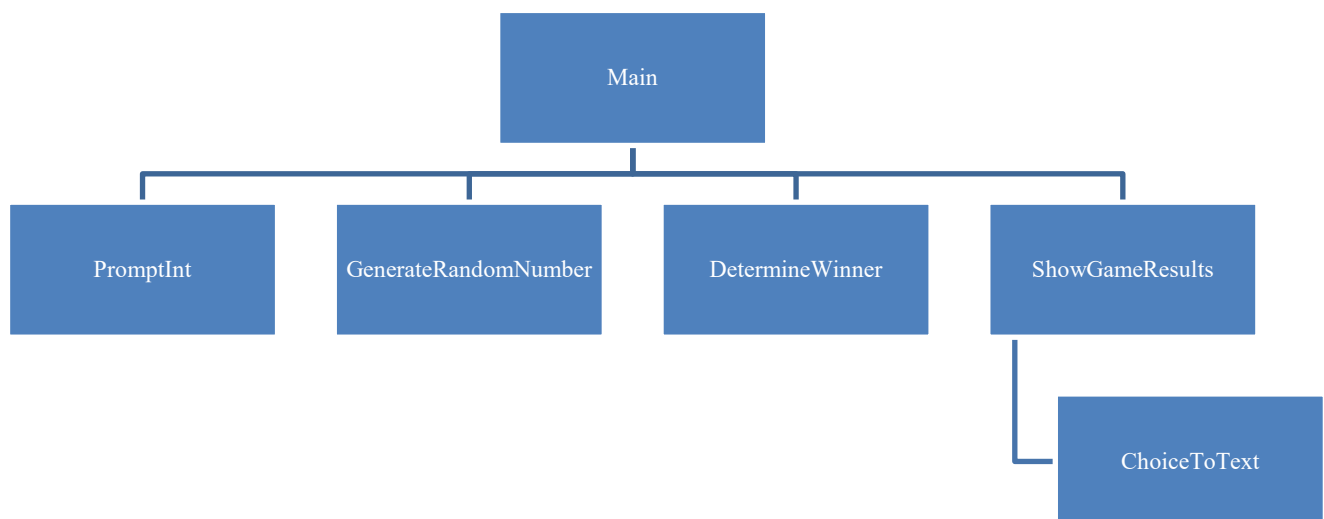 Main
PromptInt
GenerateRandomNumber
DetermineWinner
ShowGameResults
ChoiceToText